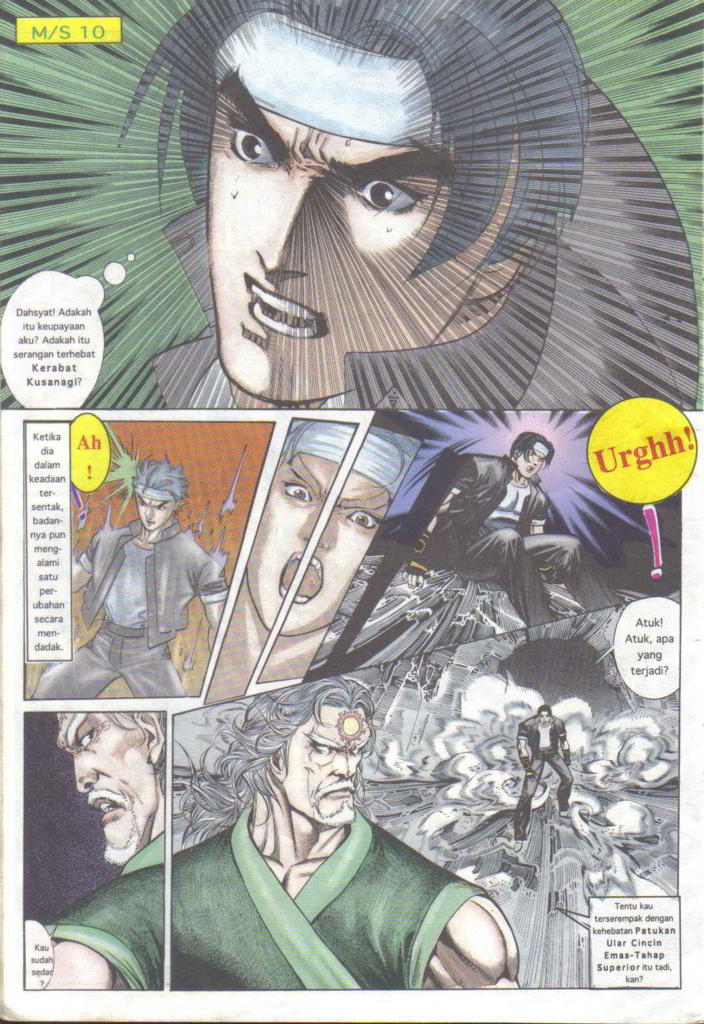 M/S 10
Dahsyat! Adakah
itu keupayaan
aku? Adakah itu
serangan terhebat
Kerabat
Kusanagi?
Ketika
dia
dalam
keadaan
ter-
sentak,
badan-
nya pun
meng-
alami
satu
per-
ubahan
secara
men-
dadak.
Ah
!
Urghh!
!
Atuk!
Atuk, apa
yang
terjadi?
Kau
sudah
sedar
?
Tentu kau
terserempak dengan
kehebatan Patukan
Ular Cincin
Emas-Tahap
Superior itu tadi,
kan?